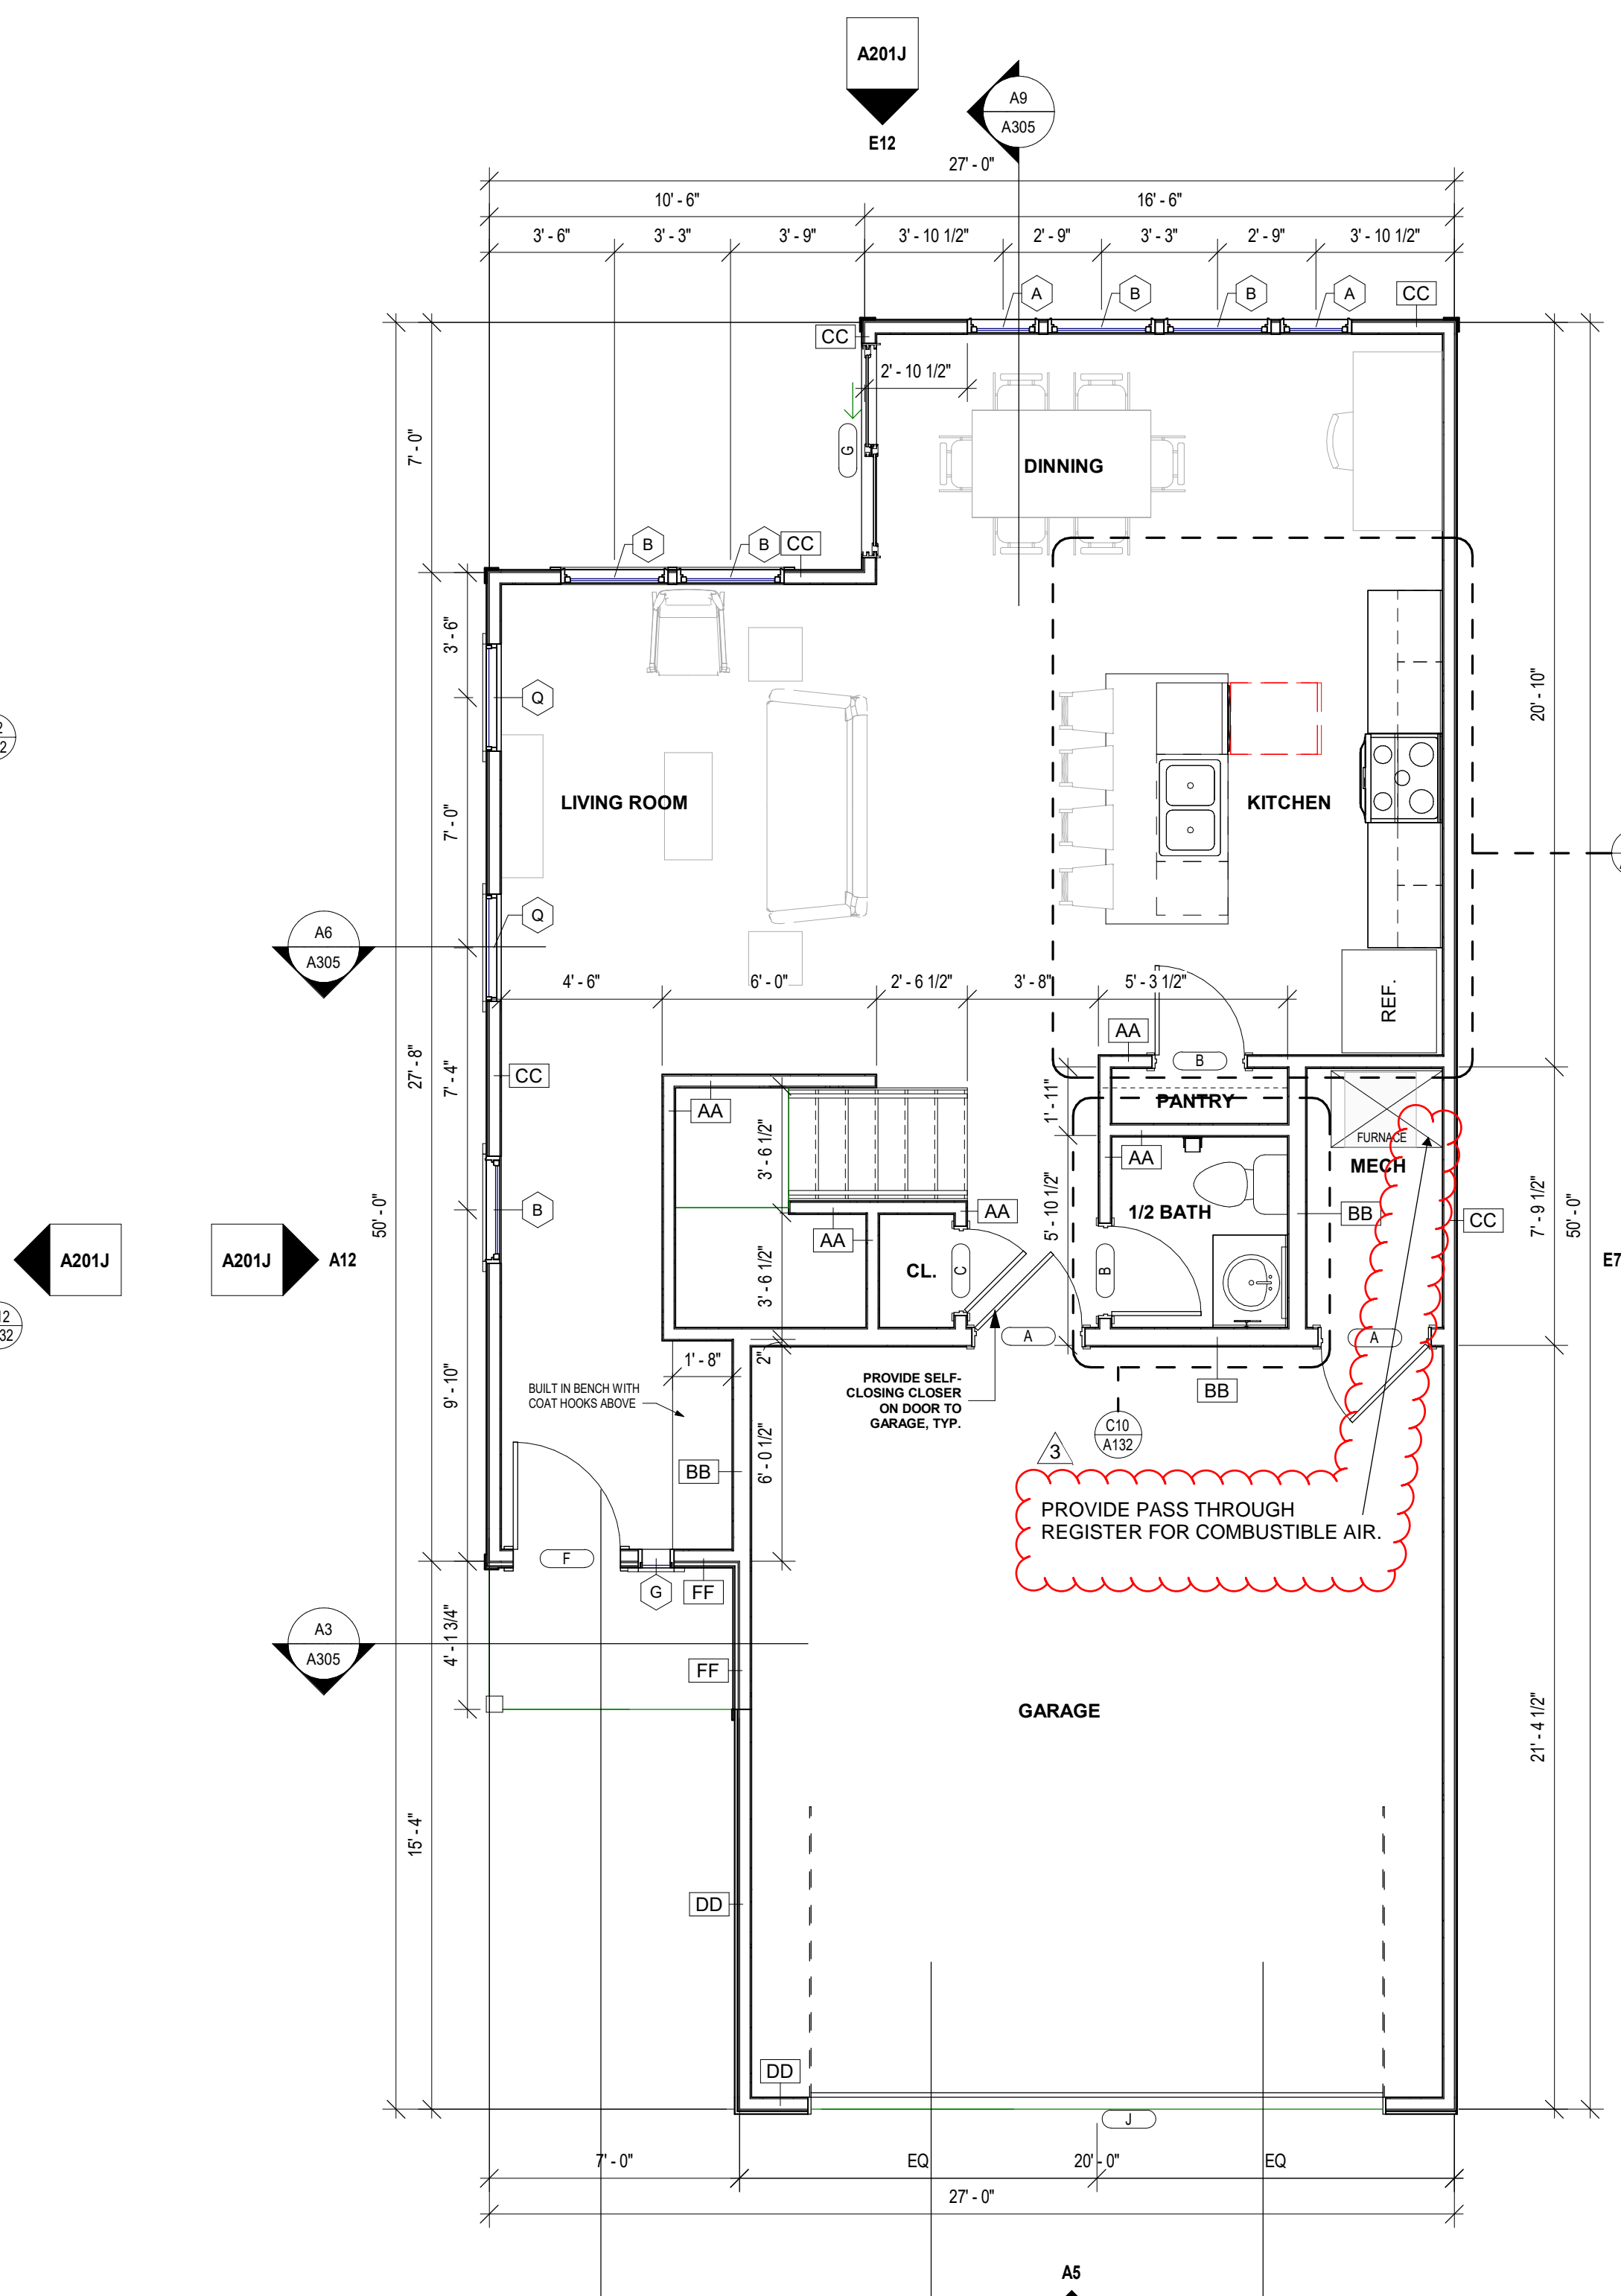 A201J
E12
A9
A305
27' - 0"
10' - 6"
16' - 6"
3' - 6"
3' - 3"
3' - 9"
3' - 10 1/2"
2' - 9"
3' - 3"
2' - 9"
3' - 10 1/2"
A
B
B
A
CC
CC
2' - 10 1/2"
7' - 0"
G
DINNING
B
B
CC
3' - 6"
Q
20' - 10"
LIVING ROOM
KITCHEN
7' - 0"
Q
A6
A305
4' - 6"
6' - 0"
2' - 6 1/2"
3' - 8"
5' - 3 1/2"
REF.
AA
B
27' - 8"
7' - 4"
CC
AA
1' - 11"
PANTRY
FURNACE
MECH
3' - 6 1/2"
AA
50' - 0"
B
AA
AA
5' - 10 1/2"
1/2 BATH
BB
CC
7' - 9 1/2"
50' - 0"
A201J
A201J
A12
CL.
C
B
E7
12
32
3' - 6 1/2"
2"
A
A
1' - 8"
9' - 10"
BUILT IN BENCH WITH
COAT HOOKS ABOVE
PROVIDE SELF-
CLOSING CLOSER
ON DOOR TO
GARAGE, TYP.
BB
C10
A132
6' - 0 1/2"
BB
3
PROVIDE PASS THROUGH
REGISTER FOR COMBUSTIBLE AIR.
F
G
FF
A3
A305
4' - 1 3/4"
FF
GARAGE
21' - 4 1/2"
15' - 4"
DD
DD
J
7' - 0"
EQ
20' - 0"
EQ
27' - 0"
A5